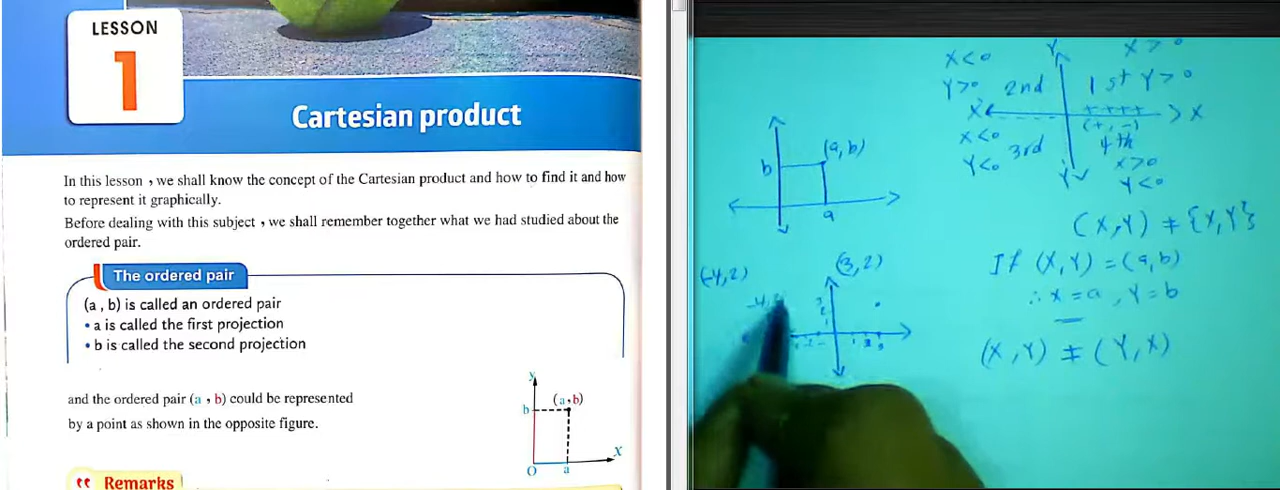 LESSON
1
Cartesian product
In this lesson , we shall know the concept of the Cartesian product and how to find it and how
to represent it graphically.
Before dealing with this subject , we shall remember together what we had studied about the
ordered pair.
The ordered pair
(a , b) is called an ordered pair
• a is called the first projection
• b is called the second projection
and the ordered pair (a , b) could be represented
by a point as shown in the opposite figure.
y
b
(a , b)
O
a
X
Remarks
X<0
Y
X > 0
Y>0 2nd
1st Y>0
X
++++
X
X<0
(+, -)
Y<0 3rd
4th
X>0
Y<0
Y
(a, b)
b
a
(X, Y) ≠ {X, Y}
(-4, 2)
(3, 2)
If (X, Y) = (a, b)
∴ X = a , Y = b
(X, Y) ≠ (Y, X)